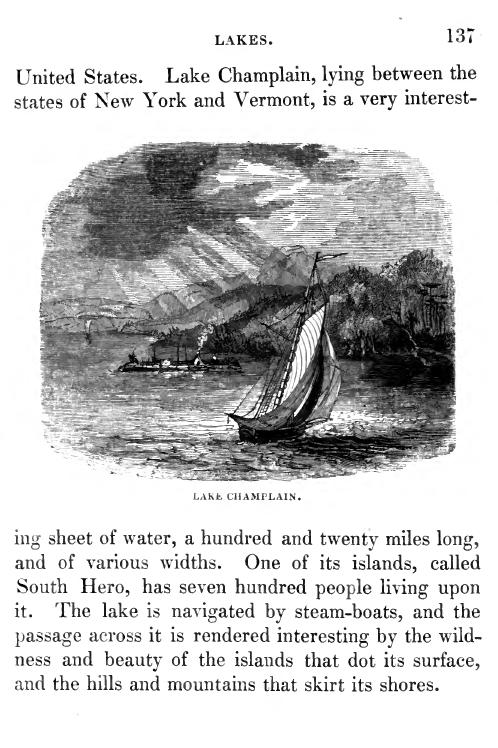 LAKES.
137
United States. Lake Champlain, lying between the
states of New York and Vermont, is a very interest-
LAKE CHAMPLAIN.
ing sheet of water, a hundred and twenty miles long,
and of various widths. One of its islands, called
South Hero, has seven hundred people living upon
it. The lake is navigated by steam-boats, and the
passage across it is rendered interesting by the wild-
ness and beauty of the islands that dot its surface,
and the hills and mountains that skirt its shores.